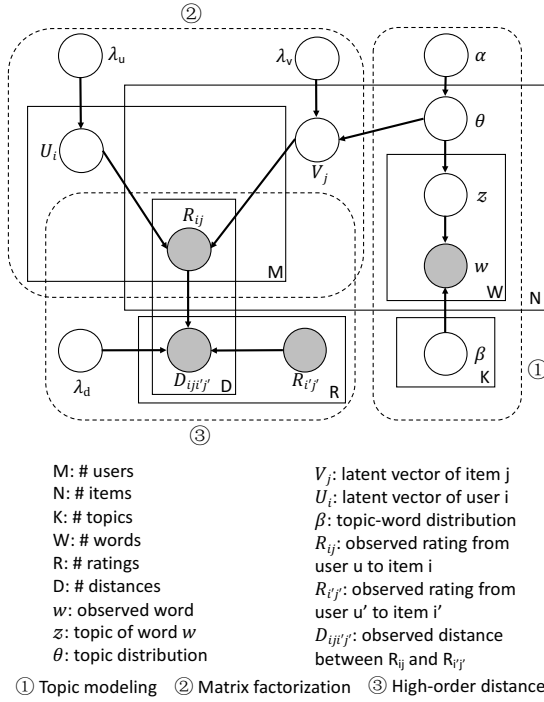 ②
①
λu
λv
α
θ
Ui
Vj
z
Rij
w
M
W
N
λd
Diji'j'
D
Ri'j'
R
β
K
①
③
M: # users
N: # items
K: # topics
W: # words
R: # ratings
D: # distances
w: observed word
z: topic of word w
θ: topic distribution
Vj: latent vector of item j
Ui: latent vector of user i
β: topic-word distribution
Rij: observed rating from
user u to item i
Ri'j': observed rating from
user u' to item i'
Diji'j': observed distance
between Rij and Ri'j'
① Topic modeling ② Matrix factorization ③ High-order distance